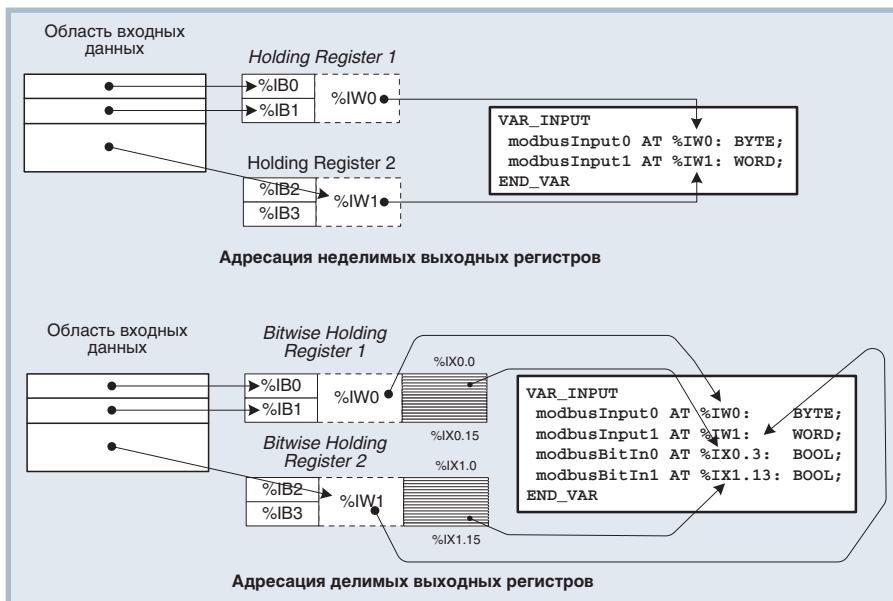 Область входных
данных
Holding Register 1
%IB0
%IB1
%IW0
VAR_INPUT
modbusInput0 AT %IW0: BYTE;
modbusInput1 AT %IW1: WORD;
END_VAR
Holding Register 2
%IB2
%IB3
%IW1
Адресация неделимых выходных регистров
Область входных
данных
Bitwise Holding
Register 1
%IX0.0
%IB0
%IB1
%IW0
%IX0.15
VAR_INPUT
modbusInput0 AT %IW0: BYTE;
modbusInput1 AT %IW1: WORD;
modbusBitIn0 AT %IX0.3: BOOL;
modbusBitIn1 AT %IX1.13: BOOL;
END_VAR
Bitwise Holding
Register 2
%IX1.0
%IB2
%IB3
%IW1
%IX1.15
Адресация делимых выходных регистров